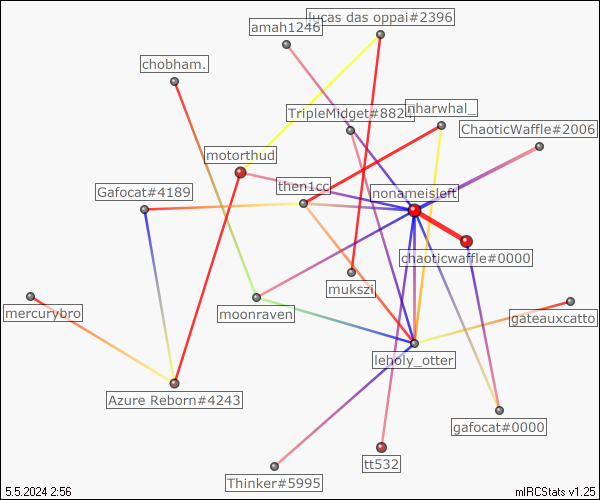 lucas das oppai#2396
amah1246
chobham.
nharwhal_
TripleMidget#882
ChaoticWaffle#2006
motorthud
Gafocat#4189
then1cc
nonameisleft
chaoticwaffle#0000
mukszi
mercurybro
moonraven
gateauxcatto
leholy_otter
Azure Reborn#4243
gafocat#0000
tt532
Thinker#5995
5.5.2024 2:56
mIRCStats v1.25